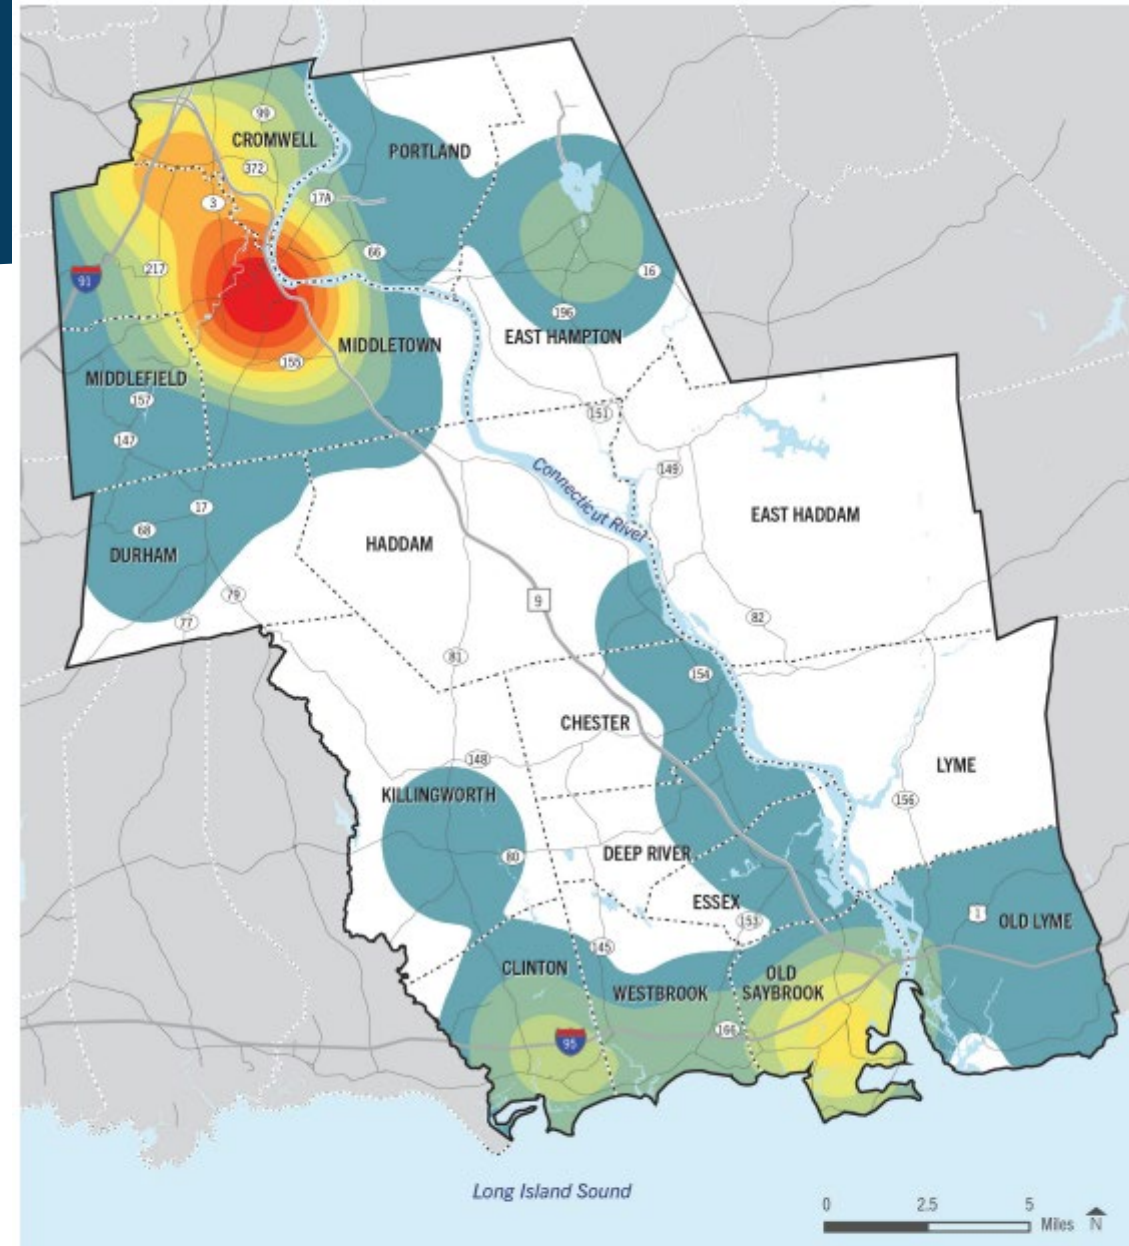 99
CROMWELL
PORTLAND
372
17A
3
66
217
91
16
196
EAST HAMPTON
MIDDLETOWN
155
MIDDLEFIELD
157
151
147
Connecticut River
149
17
EAST HADDAM
68
HADDAM
DURHAM
79
9
77
82
81
154
CHESTER
148
LYME
KILLINGWORTH
156
80
DEEP RIVER
ESSEX
153
1
OLD LYME
145
CLINTON
OLD
SAYBROOK
WESTBROOK
166
95
Long Island Sound
0 2.5 5
Miles N